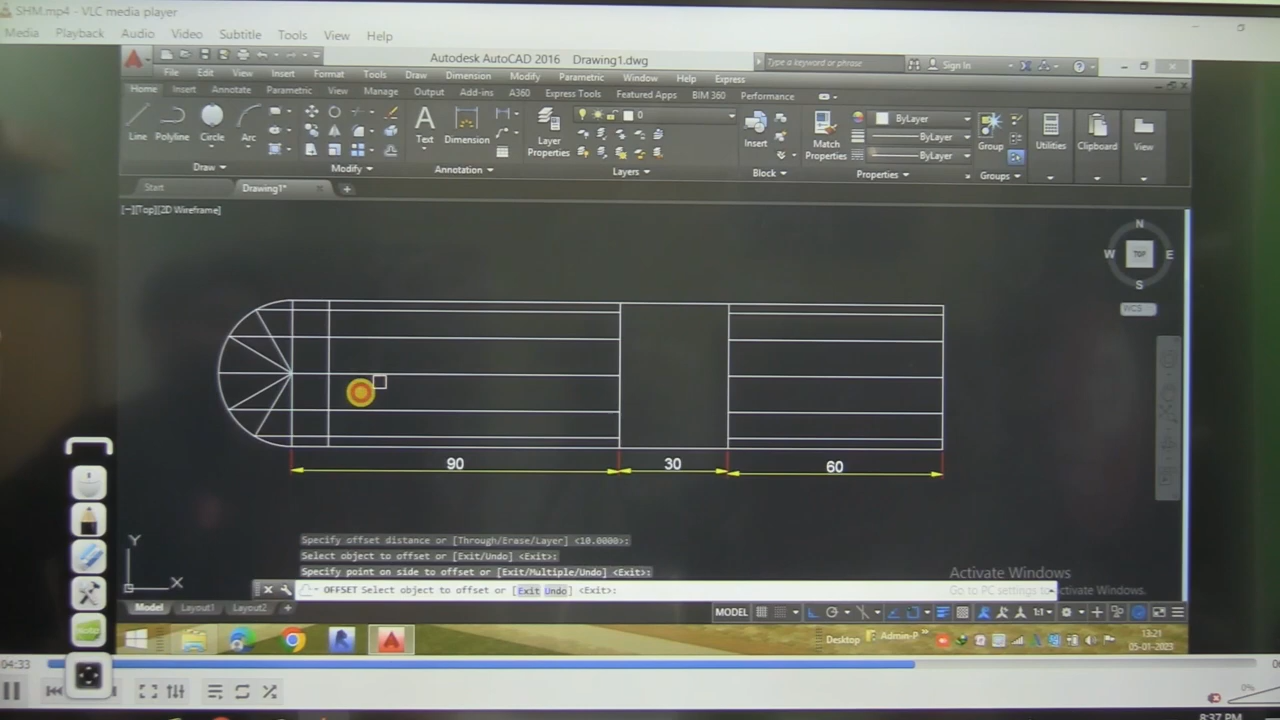 SHM.mp4 - VLC media player
Media Playback Audio Video Subtitle Tools View Help
Autodesk AutoCAD 2016 Drawing1.dwg
Type a keyword or phrase
Sign In
File Edit View Insert Format Tools Draw Dimension Modify Parametric Window Help Express
Home Insert Annotate Parametric View Manage Output Add-ins A360 Express Tools Featured Apps BIM 360 Performance
0
ByLayer
ByLayer
ByLayer
Line Polyline Circle Arc
Text Dimension
Layer Properties
Insert
Match Properties
Group
Utilities
Clipboard
View
Draw Modify Annotation Layers Block Properties Groups
Start Drawing1*
[−][Top][2D Wireframe]
N
W TOP E
S
WCS
90 30 60
Specify offset distance or [Through/Erase/Layer] <10.0000>:
Select object to offset or [Exit/Undo] <Exit>:
Specify point on side to offset or [Exit/Multiple/Undo] <Exit>:
OFFSET Select object to offset or [Exit Undo] <Exit>:
Y
X
Activate Windows
Go to PC settings to Activate Windows.
Model Layout1 Layout2 +
MODEL
1:1
Desktop
Admin-P
13:21
05-01-2023
04:33
0%
8:37 PM